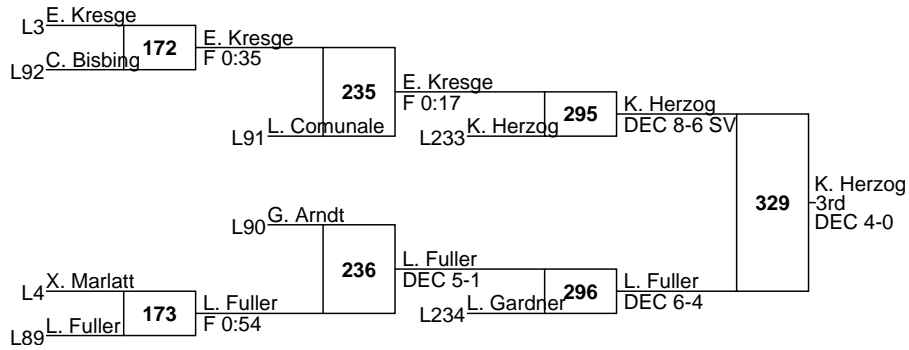 L3 E. Kresge
172
L92 C. Bisbing
E. Kresge
F 0:35
235
L91 L. Comunale
E. Kresge
F 0:17
295
L233 K. Herzog
K. Herzog
DEC 8-6 SV
329
K. Herzog
3rd
DEC 4-0
L90 G. Arndt
236
L4 X. Marlatt
173
L89 L. Fuller
L. Fuller
F 0:54
L. Fuller
DEC 5-1
296
L234 L. Gardner
L. Fuller
DEC 6-4